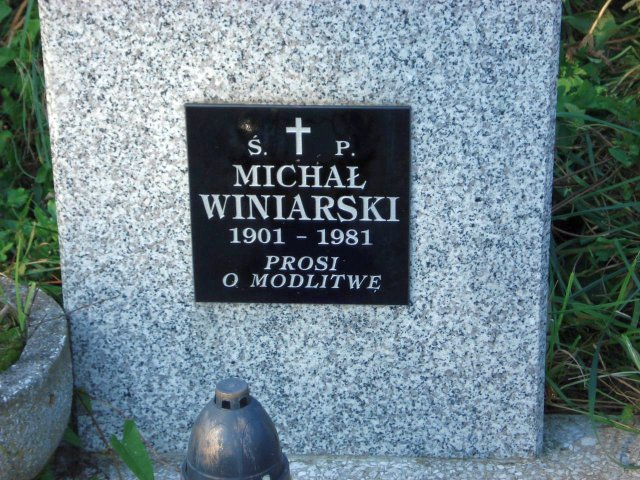 Ś. P.
MICHAŁ
WINIARSKI
1901 - 1981
PROSI
O MODLITWĘ